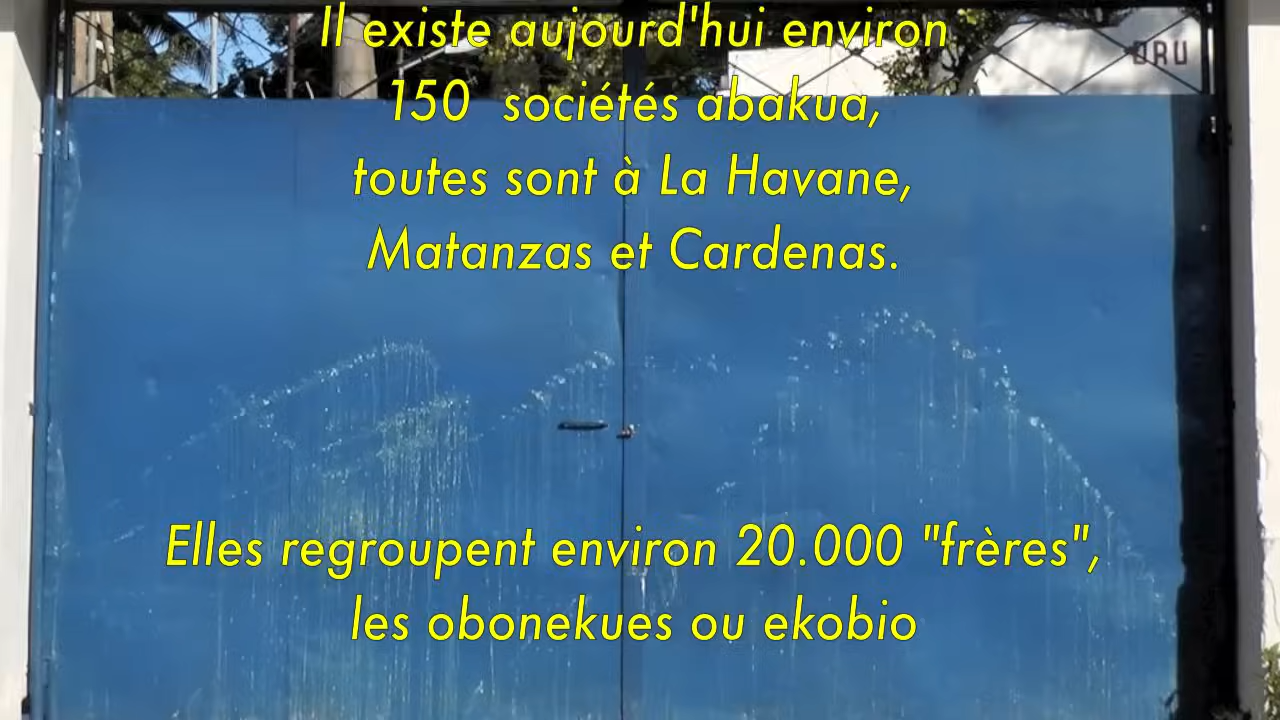 Il existe aujourd'hui environ
ORU
150 sociétés abakua,
toutes sont à La Havane,
Matanzas et Cardenas.
Elles regroupent environ 20.000 "frères",
les obonekues ou ekobio